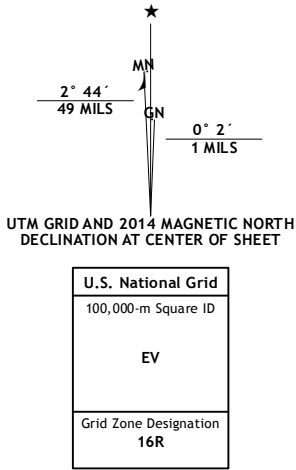 ★
MN
2° 44´
49 MILS
GN
0° 2´
1 MILS
UTM GRID AND 2014 MAGNETIC NORTH
DECLINATION AT CENTER OF SHEET
U.S. National Grid
100,000-m Square ID
EV
Grid Zone Designation
16R